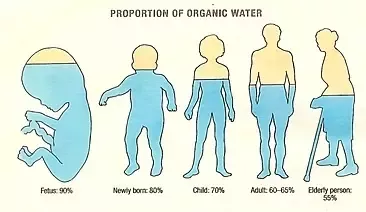 PROPORTION OF ORGANIC WATER
Fetus: 90%
Newly born: 80%
Child: 70%
Adult: 60-65%
Elderly person:
55%